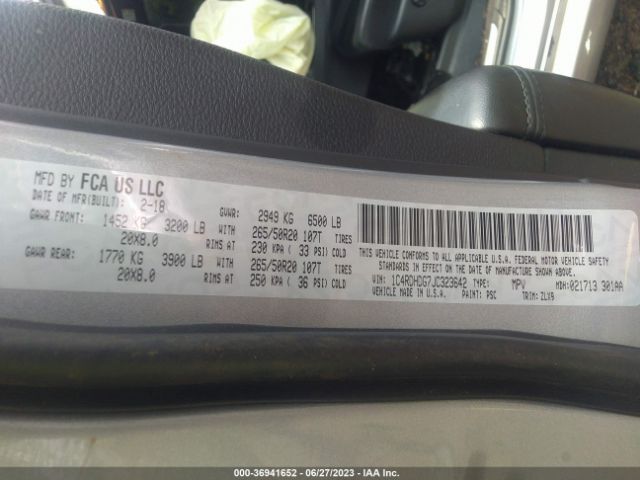 MFD BY FCA US LLC
DATE OF MFR(BUILT): 2-18 GVWR: 2949 KG 6500 LB
GAWR FRONT: 1452 KG 3200 LB WITH 265/50R20 107T TIRES
20X8.0 RIMS AT 230 KPA ( 33 PSI) COLD
GAWR REAR: 1770 KG 3900 LB WITH 265/50R20 107T TIRES
20X8.0 RIMS AT 250 KPA ( 36 PSI) COLD
THIS VEHICLE CONFORMS TO ALL APPLICABLE U.S.A. FEDERAL MOTOR VEHICLE SAFETY
STANDARDS IN EFFECT ON THE DATE OF MANUFACTURE SHOWN ABOVE.
VIN: 1C4RDHDG7JC323642 TYPE: MPV MDH:021713 301AA
VEHICLE MADE IN U.S.A. PAINT: PSC TRIM: ZLX9
000-36941652 / 06/27/2023 - IAA Inc.